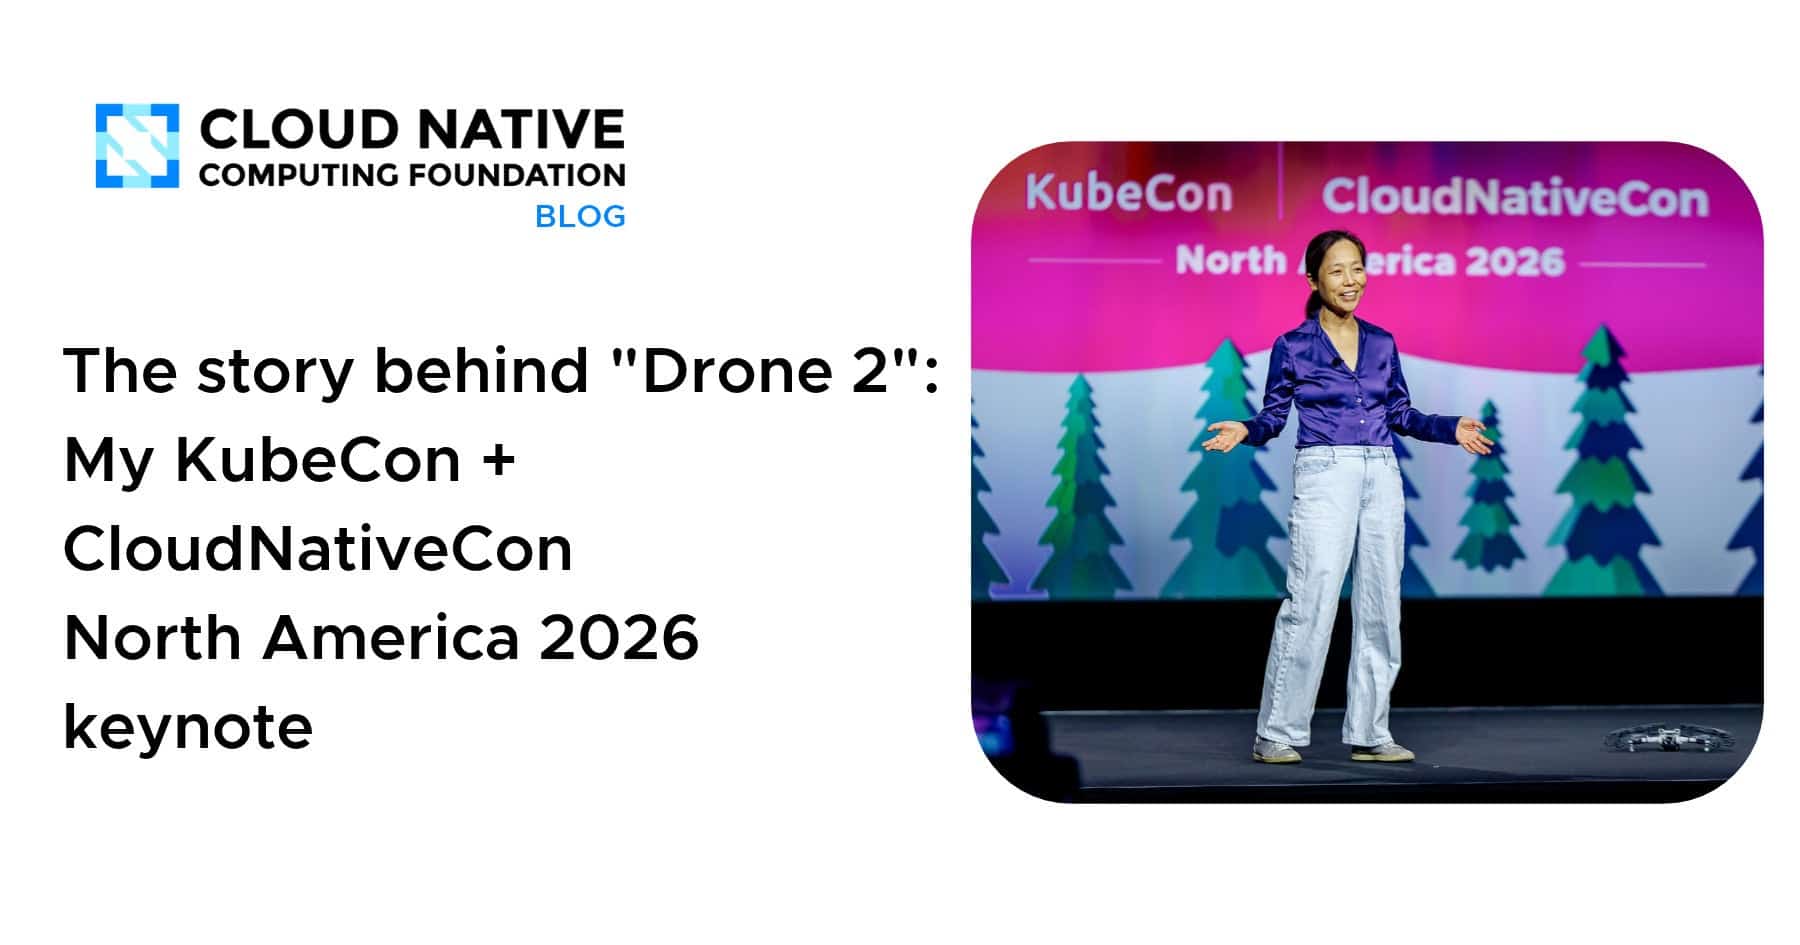 CLOUD NATIVE
COMPUTING FOUNDATION
BLOG
The story behind "Drone 2":
My KubeCon +
CloudNativeCon
North America 2026
keynote
KubeCon | CloudNativeCon
North A erica 2026